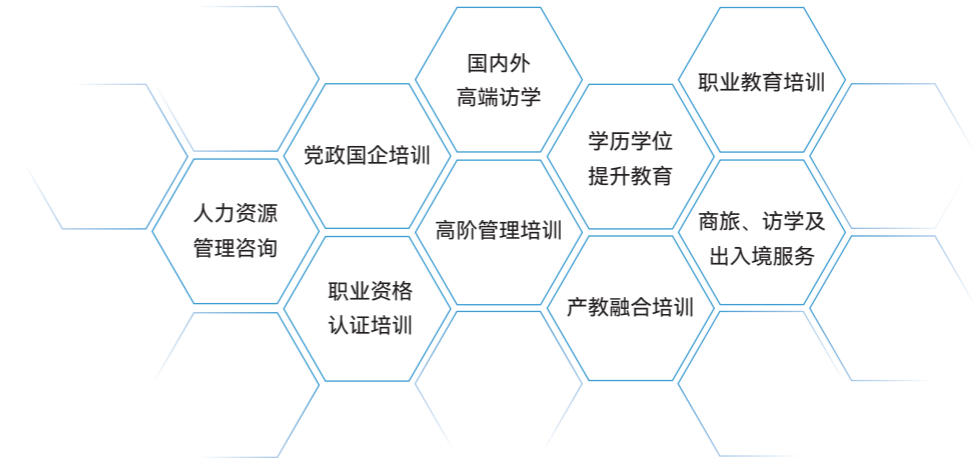 国内外
高端访学
职业教育培训
党政国企培训
学历学位
提升教育
人力资源
管理咨询
高阶管理培训
商旅、访学及
出入境服务
职业资格
认证培训
产教融合培训